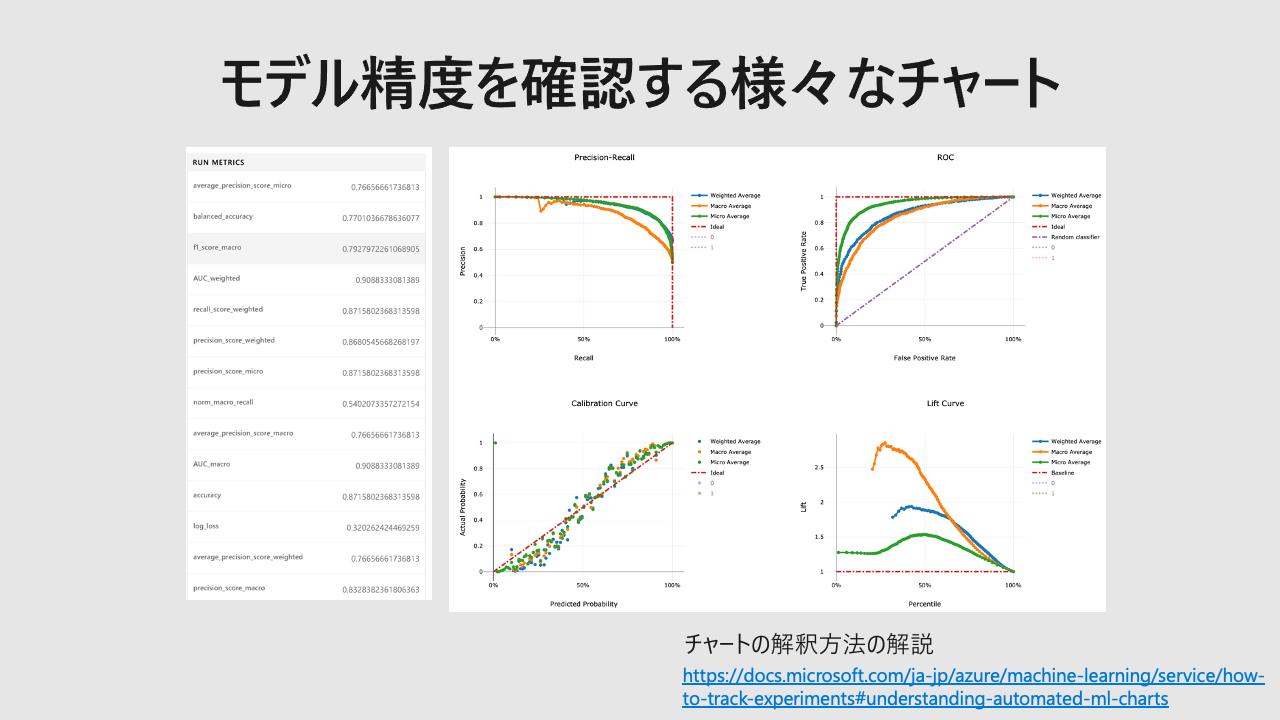 モデル精度を確認する様々なチャート
RUN METRICS
average_precision_score_micro 0.76656661736813
balanced_accuracy 0.7701036678636077
f1_score_macro 0.7927972261068905
AUC_weighted 0.9088333081389
recall_score_weighted 0.8715802368313598
precision_score_weighted 0.8680545668268197
precision_score_micro 0.8715802368313598
norm_macro_recall 0.5402073357272154
average_precision_score_macro 0.76656661736813
AUC_macro 0.9088333081389
accuracy 0.8715802368313598
log_loss 0.320262424469259
average_precision_score_weighted 0.76656661736813
precision_score_macro 0.8328382361806363
Precision-Recall
Precision
1
0.8
0.6
0.4
0.2
0
0% 50% 100%
Recall
Weighted Average
Macro Average
Micro Average
Ideal
0
1
ROC
True Positive Rate
1
0.8
0.6
0.4
0.2
0
0% 50% 100%
False Positive Rate
Weighted Average
Macro Average
Micro Average
Ideal
Random classifier
0
1
Calibration Curve
Actual Probability
1
0.8
0.6
0.4
0.2
0
0% 50% 100%
Predicted Probability
Weighted Average
Macro Average
Micro Average
Ideal
0
1
Lift Curve
Lift
2.5
2
1.5
1
0% 50% 100%
Percentile
Weighted Average
Macro Average
Micro Average
Baseline
0
1
チャートの解釈方法の解説
https://docs.microsoft.com/ja-jp/azure/machine-learning/service/how-
to-track-experiments#understanding-automated-ml-charts